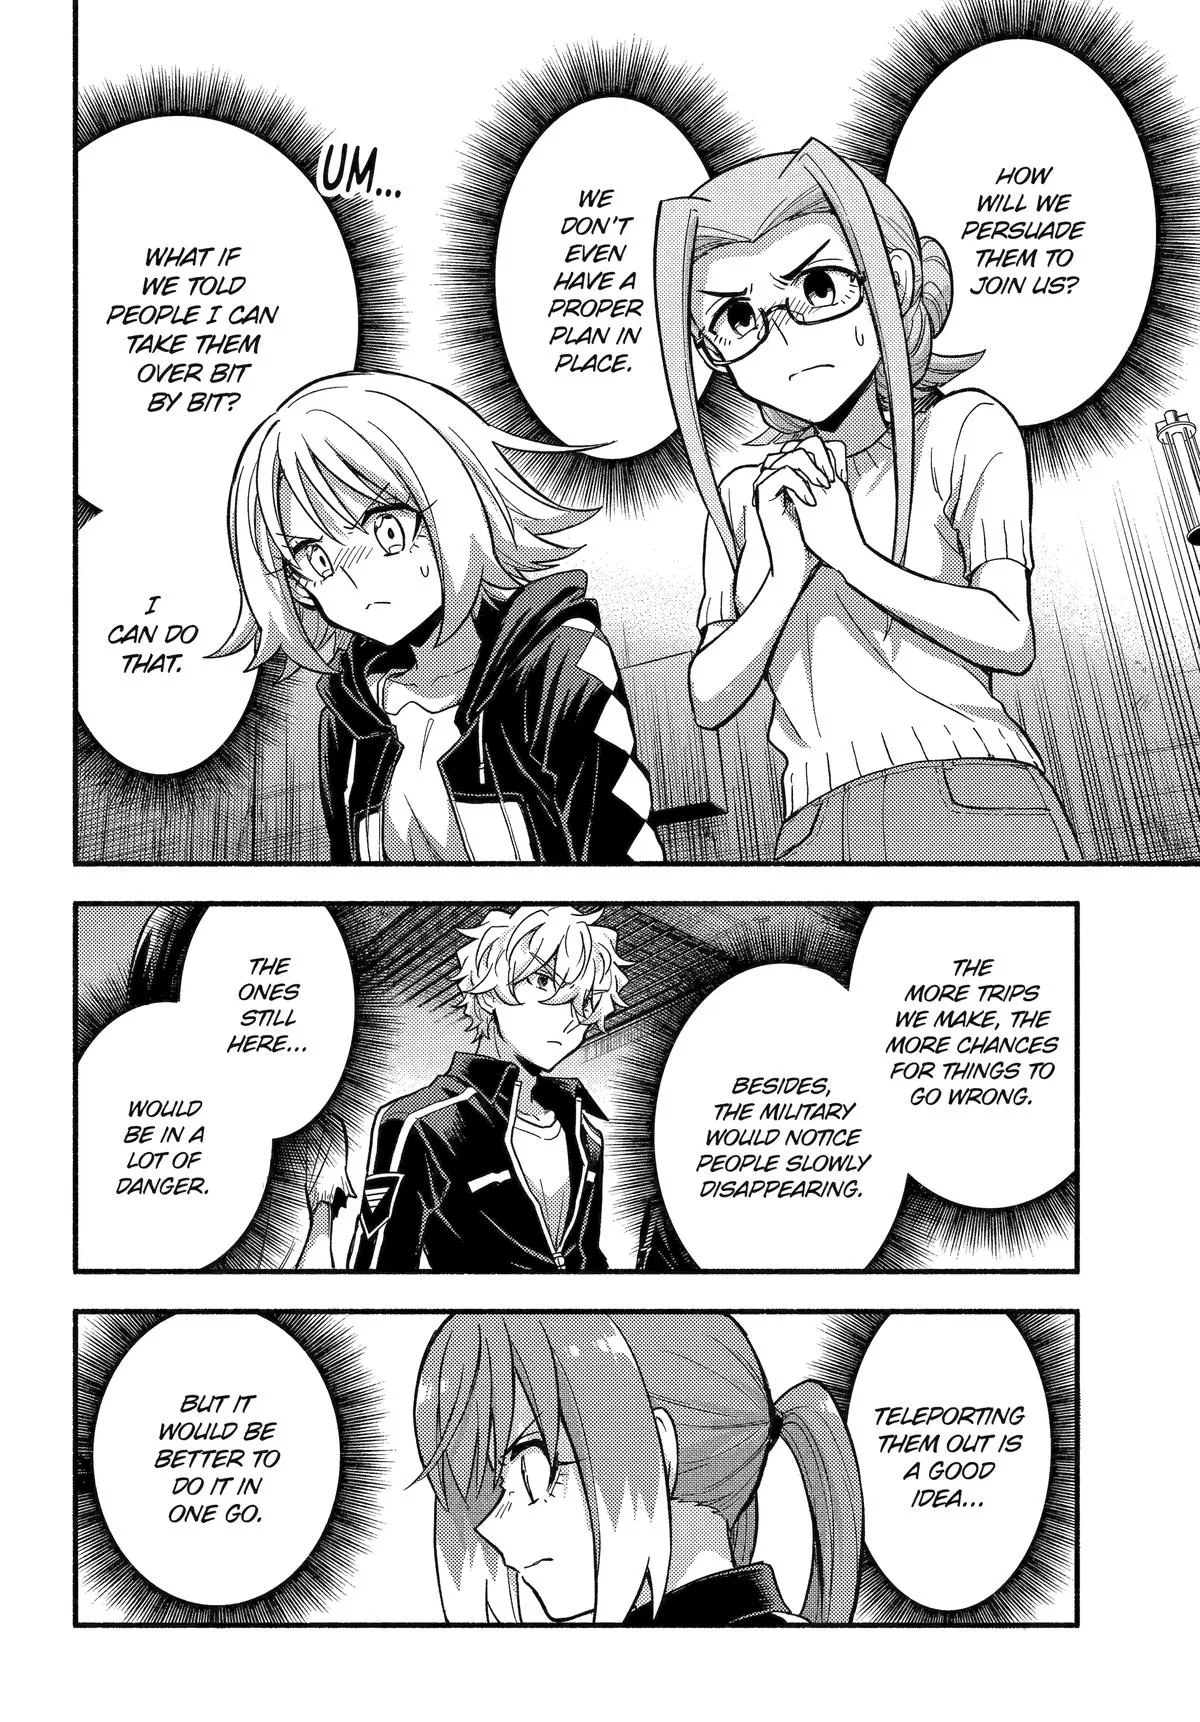 HOW
WILL WE
PERSUADE
THEM TO
JOIN US?
WE
DON'T
EVEN
HAVE A
PROPER
PLAN IN
PLACE.
UM...
WHAT IF
WE TOLD
PEOPLE I CAN
TAKE THEM
OVER BIT
BY BIT?
I
CAN DO
THAT.
THE
MORE TRIPS
WE MAKE, THE
MORE CHANCES
FOR THINGS TO
GO WRONG.
BESIDES,
THE MILITARY
WOULD NOTICE
PEOPLE SLOWLY
DISAPPEARING.
THE
ONES
STILL
HERE...
WOULD
BE IN A
LOT OF
DANGER.
TELEPORTING
THEM OUT IS
A GOOD
IDEA...
BUT IT
WOULD BE
BETTER TO
DO IT IN
ONE GO.